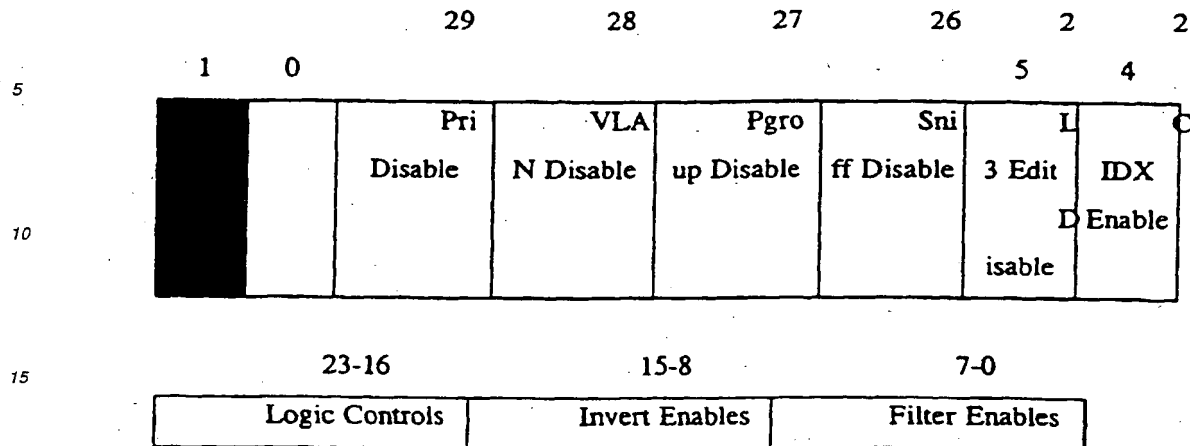 29 28 27 26 2 2
1 0 5 4
5
Pri VLA Pgro Sni L C
Disable N Disable up Disable ff Disable 3 Edit IDX
10 D Enable
isable
23-16 15-8 7-0
15
Logic Controls Invert Enables Filter Enables